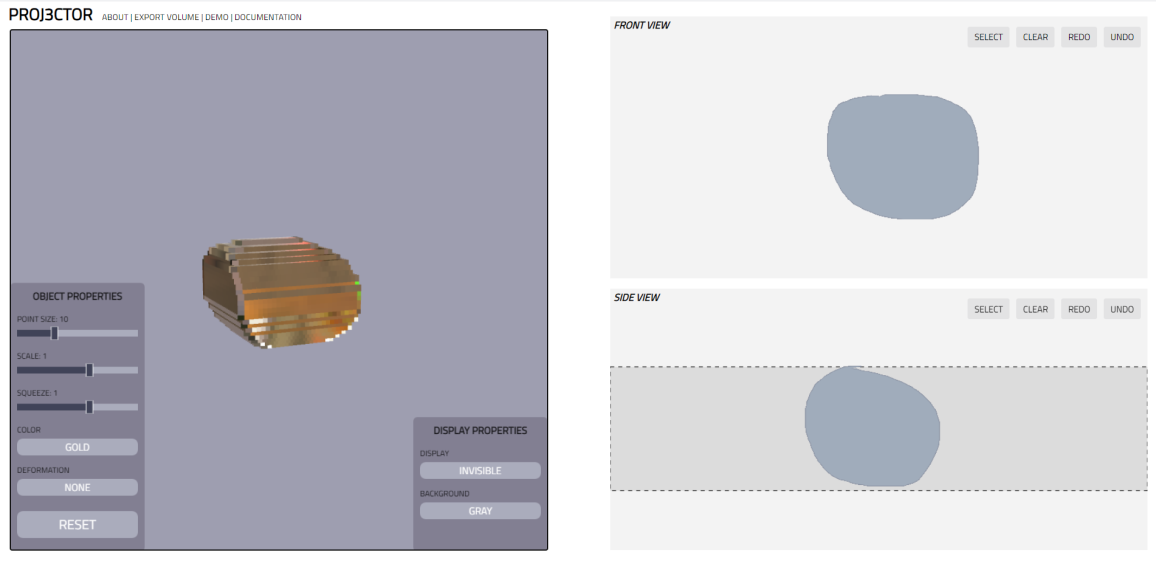 PROJ3CTOR
ABOUT | EXPORT VOLUME | DEMO | DOCUMENTATION
OBJECT PROPERTIES
POINT SIZE: 10
SCALE: 1
SQUEEZE: 1
COLOR
GOLD
DEFORMATION
NONE
RESET
DISPLAY PROPERTIES
DISPLAY
INVISIBLE
BACKGROUND
GRAY
FRONT VIEW
SELECT CLEAR REDO UNDO
SIDE VIEW
SELECT CLEAR REDO UNDO